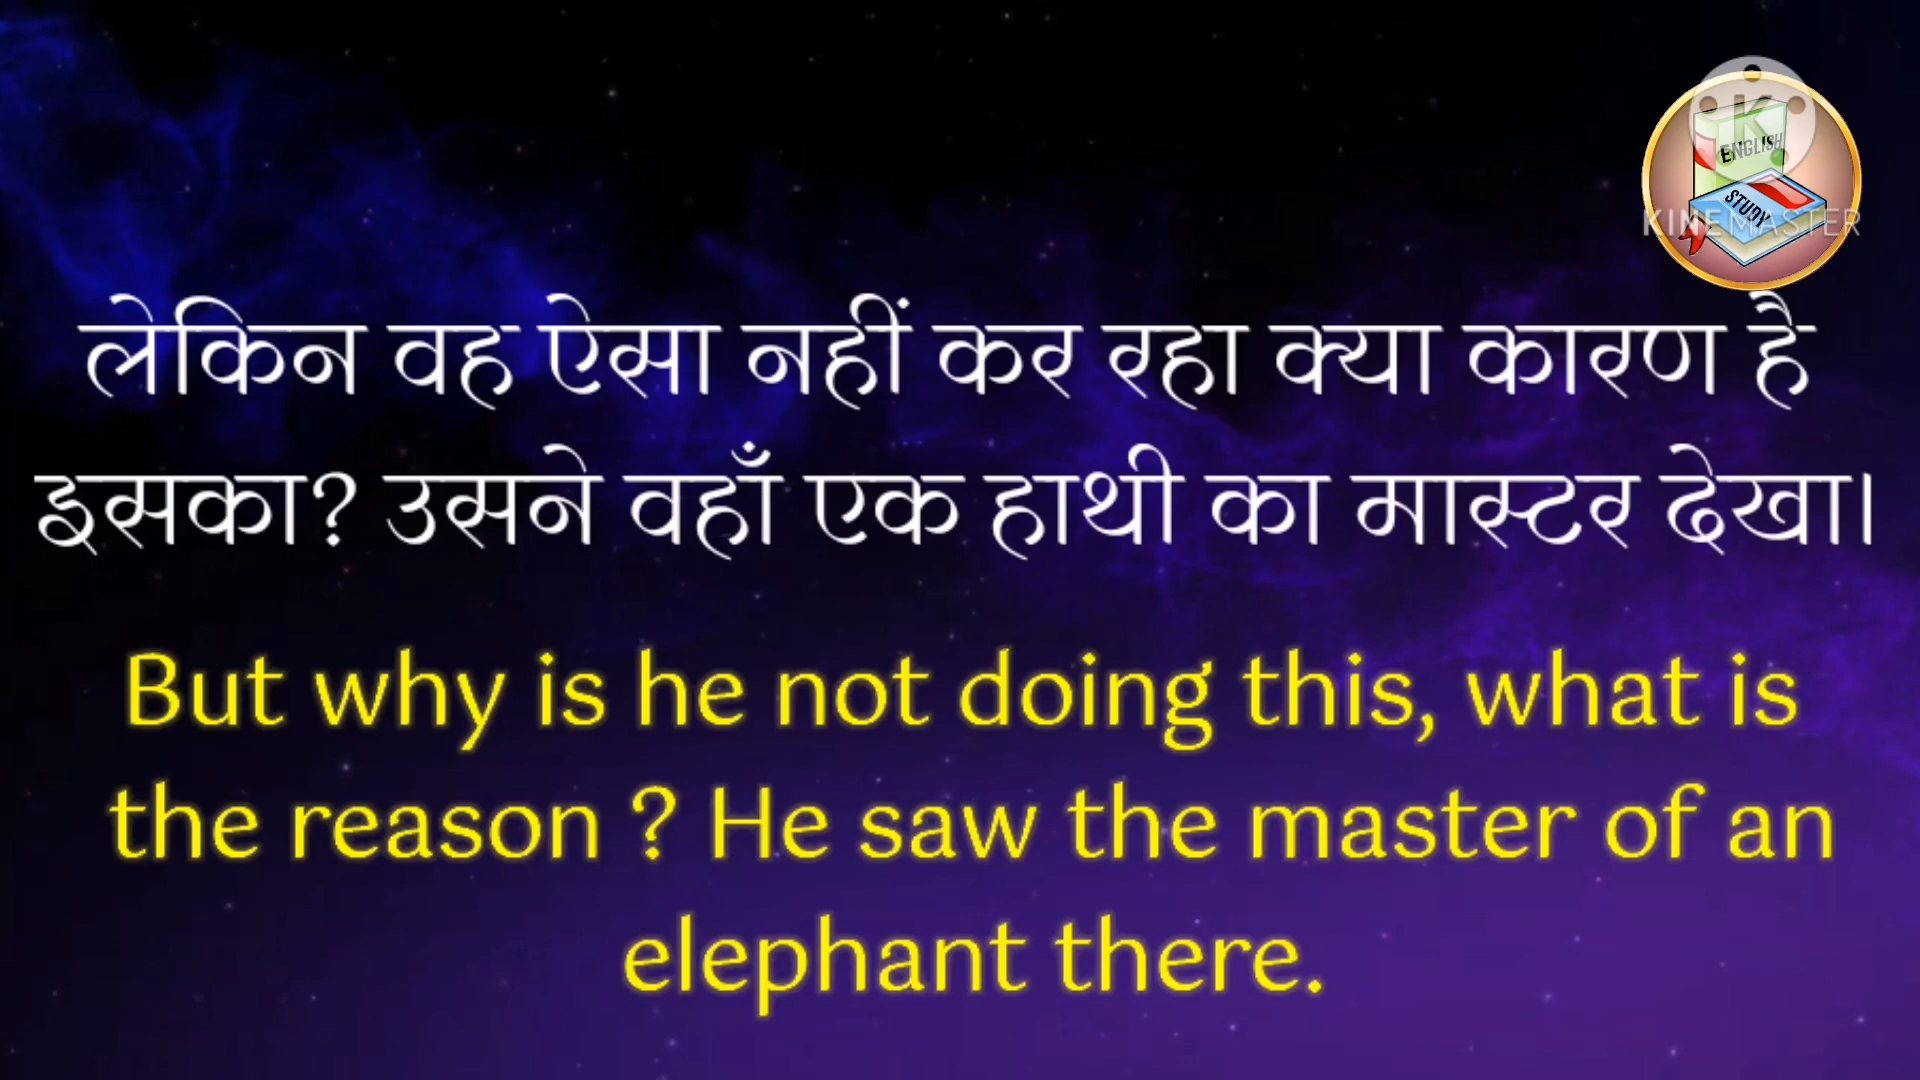 ENGLISH
STUDY
KINEMASTER
लेकिन वह ऐसा नहीं कर रहा क्या कारण है
इसका? उसने वहाँ एक हाथी का मास्टर देखा।
But why is he not doing this, what is
the reason ? He saw the master of an
elephant there.